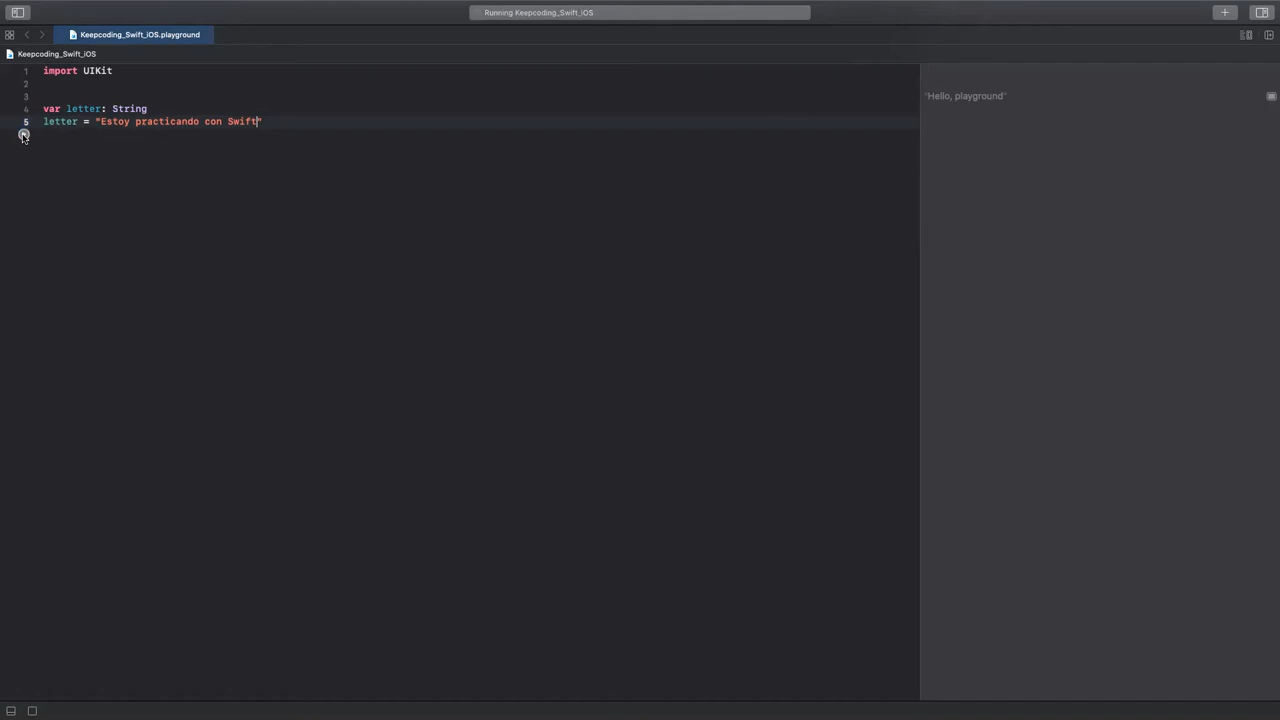 Running Keepcoding_Swift_iOS
Keepcoding_Swift_iOS.playground
Keepcoding_Swift_iOS
1 import UIKit
2
3
4 var letter: String
5 letter = "Estoy practicando con Swift"
"Hello, playground"